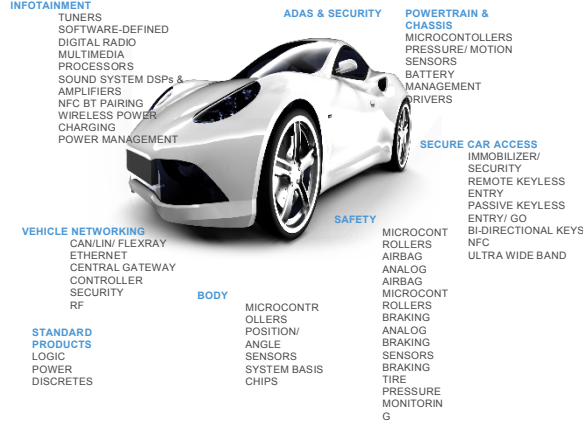 INFOTAINMENT
TUNERS
SOFTWARE-DEFINED
DIGITAL RADIO
MULTIMEDIA
PROCESSORS
SOUND SYSTEM DSPs &
AMPLIFIERS
NFC BT PAIRING
WIRELESS POWER
CHARGING
POWER MANAGEMENT
ADAS & SECURITY
POWERTRAIN &
CHASSIS
MICROCONTOLLERS
PRESSURE/ MOTION
SENSORS
BATTERY
MANAGEMENT
DRIVERS
SECURE CAR ACCESS
IMMOBILIZER/
SECURITY
REMOTE KEYLESS
ENTRY
PASSIVE KEYLESS
ENTRY/ GO
BI-DIRECTIONAL KEYS
NFC
ULTRA WIDE BAND
VEHICLE NETWORKING
CAN/LIN/ FLEXRAY
ETHERNET
CENTRAL GATEWAY
CONTROLLER
SECURITY
RF
SAFETY
MICROCONT
ROLLERS
AIRBAG
ANALOG
AIRBAG
MICROCONT
ROLLERS
BRAKING
ANALOG
BRAKING
SENSORS
BRAKING
TIRE
PRESSURE
MONITORIN
G
BODY
MICROCONTR
OLLERS
POSITION/
ANGLE
SENSORS
SYSTEM BASIS
CHIPS
STANDARD
PRODUCTS
LOGIC
POWER
DISCRETES